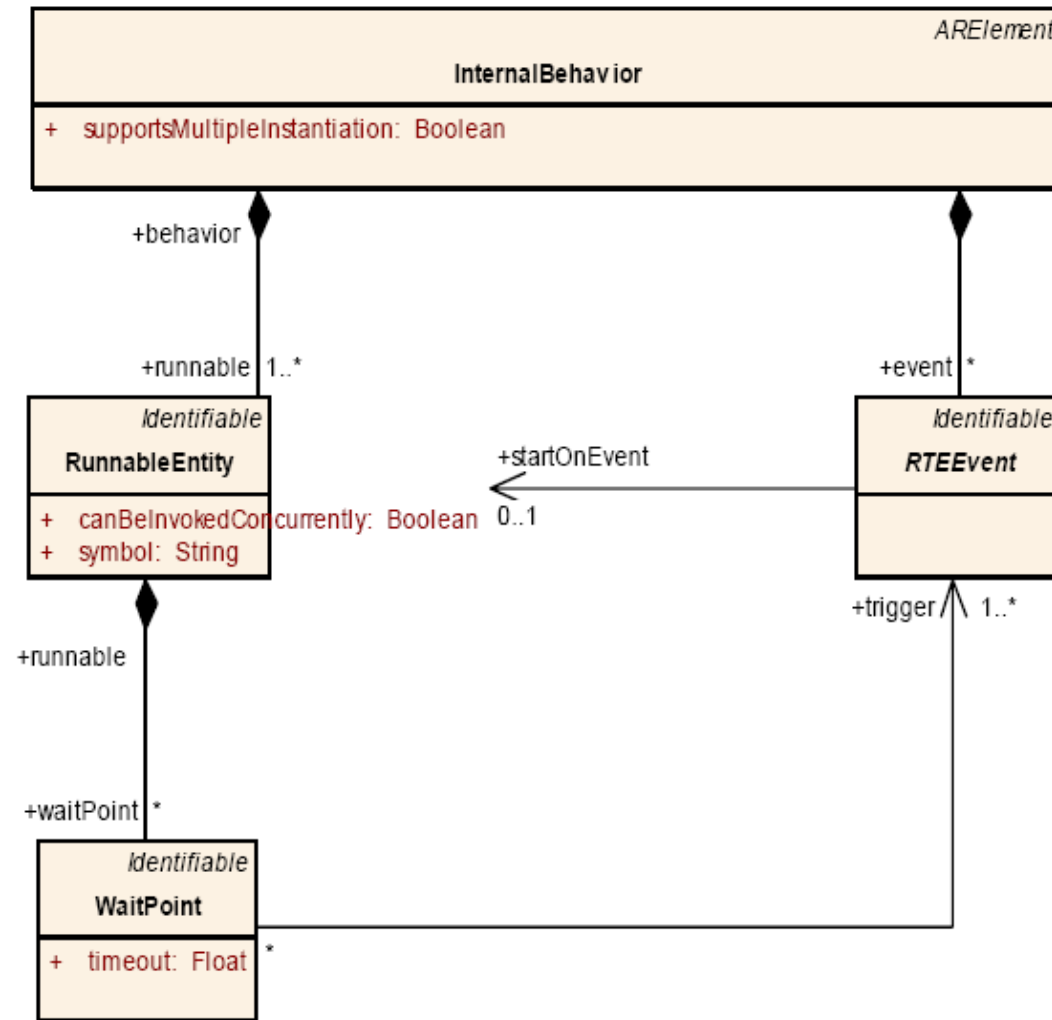 ARElement
InternalBehavior
+ supportsMultipleInstantiation: Boolean
+behavior
+runnable 1..*
+event *
Identifiable
RunnableEntity
+ canBeInvokedConcurrently: Boolean
+ symbol: String
+startOnEvent
0..1
Identifiable
RTEEvent
+trigger 1..*
+runnable
+waitPoint *
Identifiable
WaitPoint
+ timeout: Float
*